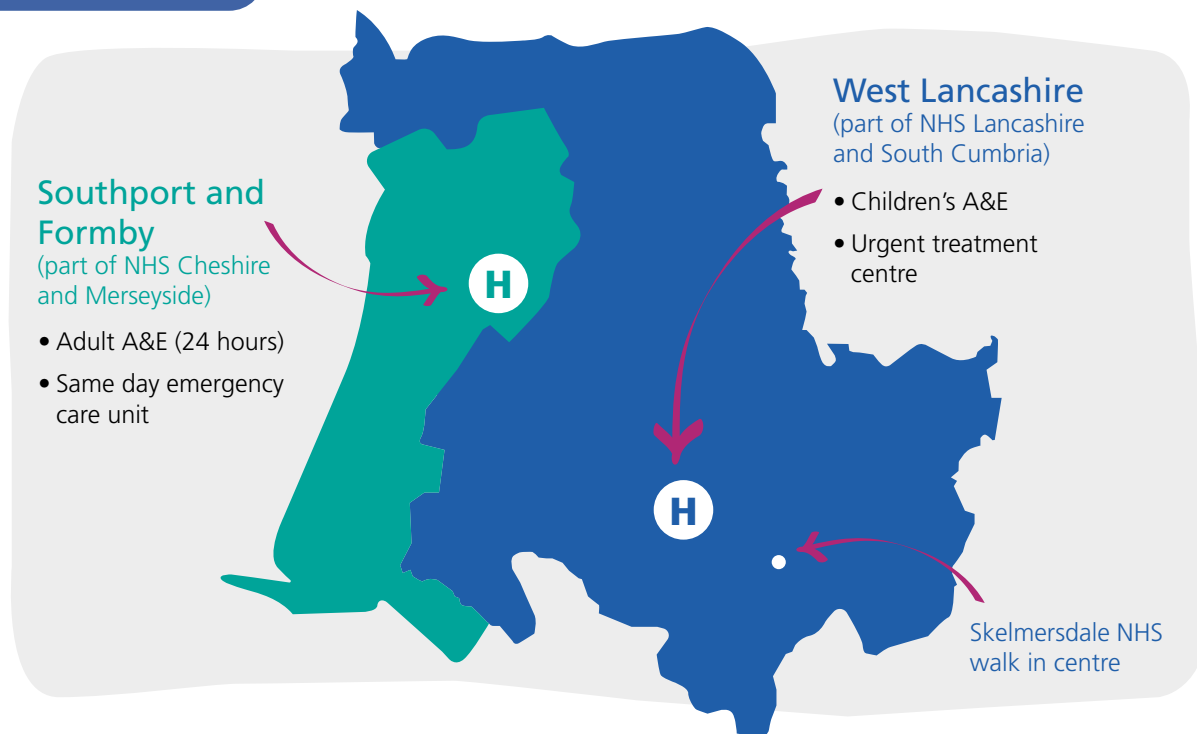 Southport and
Formby
(part of NHS Cheshire
and Merseyside)
• Adult A&E (24 hours)
• Same day emergency
care unit
H
West Lancashire
(part of NHS Lancashire
and South Cumbria)
• Children's A&E
• Urgent treatment
centre
H
Skelmersdale NHS
walk in centre